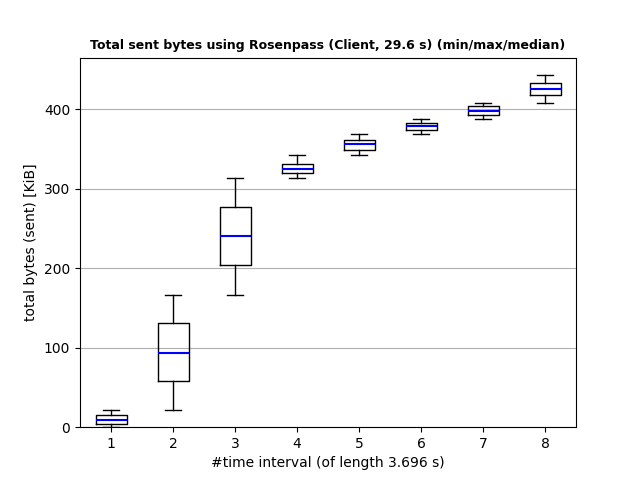 Total sent bytes using Rosenpass (Client, 29.6 s) (min/max/median)
total bytes (sent) [KiB]
400
300
200
100
0
1 2 3 4 5 6 7 8
#time interval (of length 3.696 s)